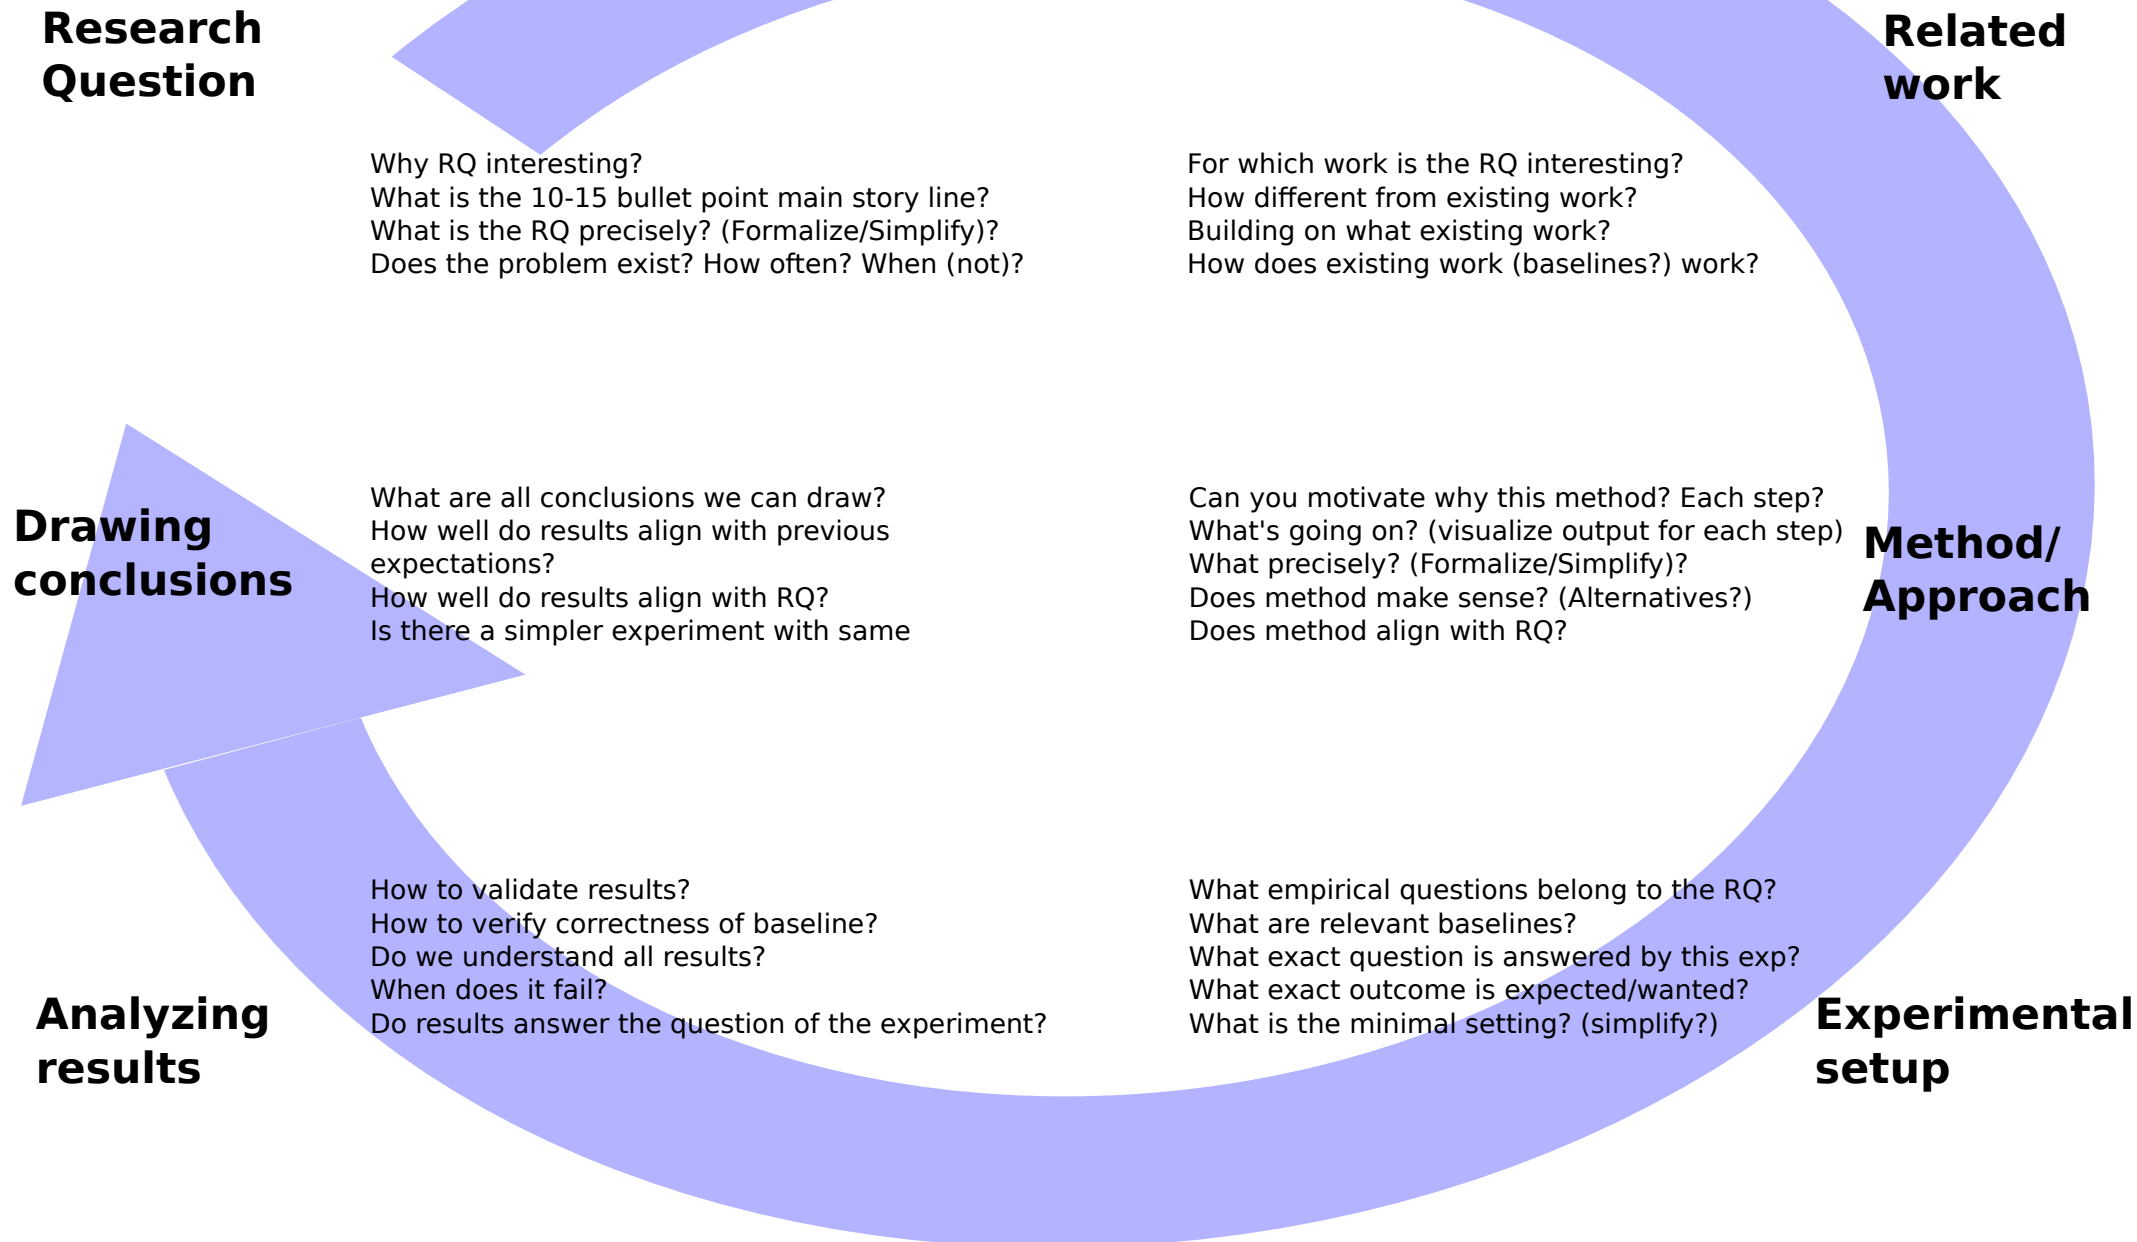 Research
Question
Why RQ interesting?
What is the 10-15 bullet point main story line?
What is the RQ precisely? (Formalize/Simplify)?
Does the problem exist? How often? When (not)?
Related
work
For which work is the RQ interesting?
How different from existing work?
Building on what existing work?
How does existing work (baselines?) work?
Method/
Approach
Can you motivate why this method? Each step?
What's going on? (visualize output for each step)
What precisely? (Formalize/Simplify)?
Does method make sense? (Alternatives?)
Does method align with RQ?
Experimental
setup
What empirical questions belong to the RQ?
What are relevant baselines?
What exact question is answered by this exp?
What exact outcome is expected/wanted?
What is the minimal setting? (simplify?)
Analyzing
results
How to validate results?
How to verify correctness of baseline?
Do we understand all results?
When does it fail?
Do results answer the question of the experiment?
Drawing
conclusions
What are all conclusions we can draw?
How well do results align with previous
expectations?
How well do results align with RQ?
Is there a simpler experiment with same